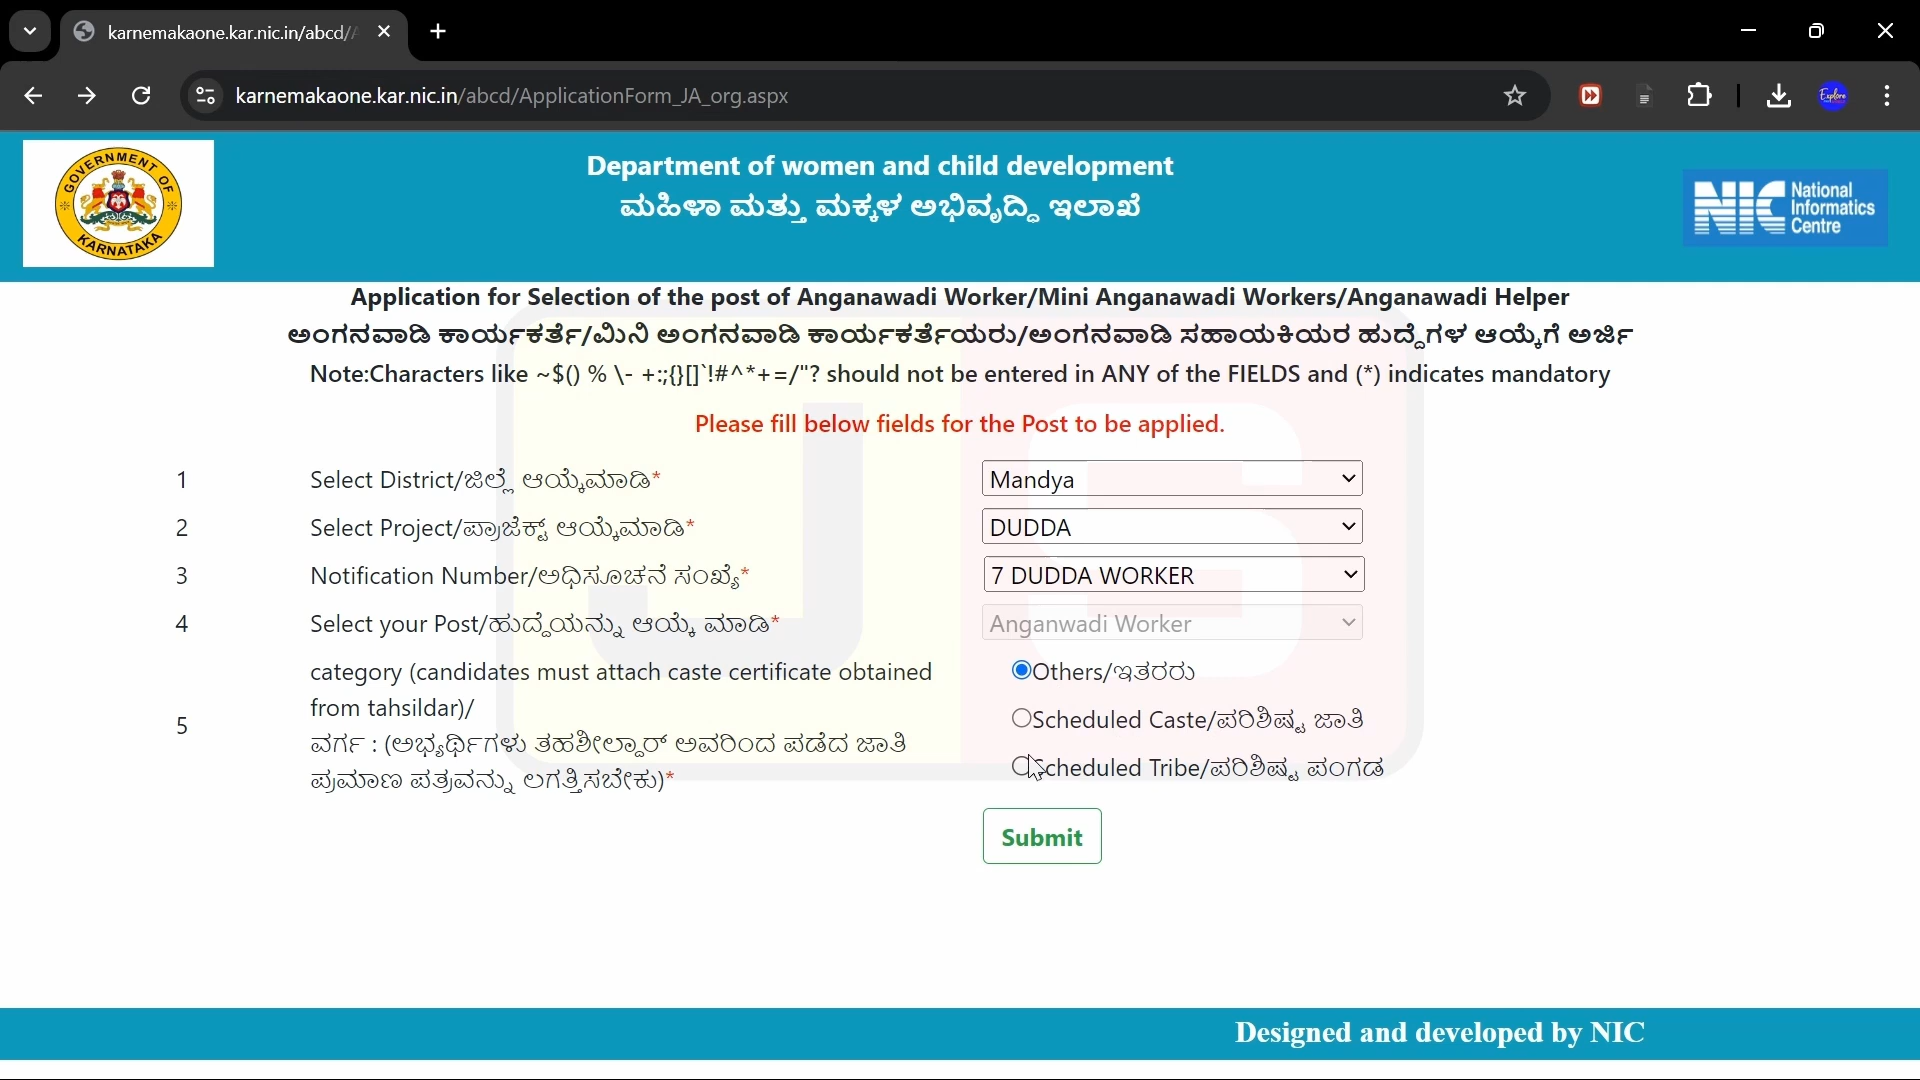 karnemakaone.kar.nic.in/abcd/
karnemakaone.kar.nic.in/abcd/ApplicationForm_JA_org.aspx
Explore
GOVERNMENT OF
KARNATAKA
Department of women and child development
ಮಹಿಳಾ ಮತ್ತು ಮಕ್ಕಳ ಅಭಿವೃದ್ಧಿ ಇಲಾಖೆ
NIC National
Informatics
Centre
Application for Selection of the post of Anganawadi Worker/Mini Anganawadi Workers/Anganawadi Helper
ಅಂಗನವಾಡಿ ಕಾರ್ಯಕರ್ತೆ/ಮಿನಿ ಅಂಗನವಾಡಿ ಕಾರ್ಯಕರ್ತೆಯರು/ಅಂಗನವಾಡಿ ಸಹಾಯಕಿಯರ ಹುದ್ದೆಗಳ ಆಯ್ಕೆಗೆ ಅರ್ಜಿ
Note:Characters like ~$() % \- +:;{}[]`!#^*+=/"? should not be entered in ANY of the FIELDS and (*) indicates mandatory
Please fill below fields for the Post to be applied.
1 Select District/ಜಿಲ್ಲೆ ಆಯ್ಕೆಮಾಡಿ* Mandya
2 Select Project/ಪ್ರಾಜೆಕ್ಟ್ ಆಯ್ಕೆಮಾಡಿ* DUDDA
3 Notification Number/ಅಧಿಸೂಚನೆ ಸಂಖ್ಯೆ* 7 DUDDA WORKER
4 Select your Post/ಹುದ್ದೆಯನ್ನು ಆಯ್ಕೆ ಮಾಡಿ* Anganwadi Worker
5 category (candidates must attach caste certificate obtained
from tahsildar)/
ವರ್ಗ : (ಅಭ್ಯರ್ಥಿಗಳು ತಹಶೀಲ್ದಾರ್ ಅವರಿಂದ ಪಡೆದ ಜಾತಿ
ಪ್ರಮಾಣ ಪತ್ರವನ್ನು ಲಗತ್ತಿಸಬೇಕು)*
Others/ಇತರರು
Scheduled Caste/ಪರಿಶಿಷ್ಟ ಜಾತಿ
Scheduled Tribe/ಪರಿಶಿಷ್ಟ ಪಂಗಡ
Submit
JS
Designed and developed by NIC